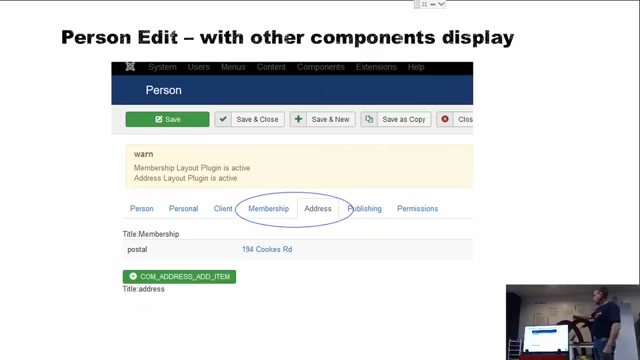 Person Edit – with other components display
System Users Menus Content Components Extensions Help
Person
Save Save & Close Save & New Save as Copy Clos
warn
Membership Layout Plugin is active
Address Layout Plugin is active
Person Personal Client Membership Address Publishing Permissions
Title:Membership
postal 194 Cookes Rd
COM_ADDRESS_ADD_ITEM
Title:address